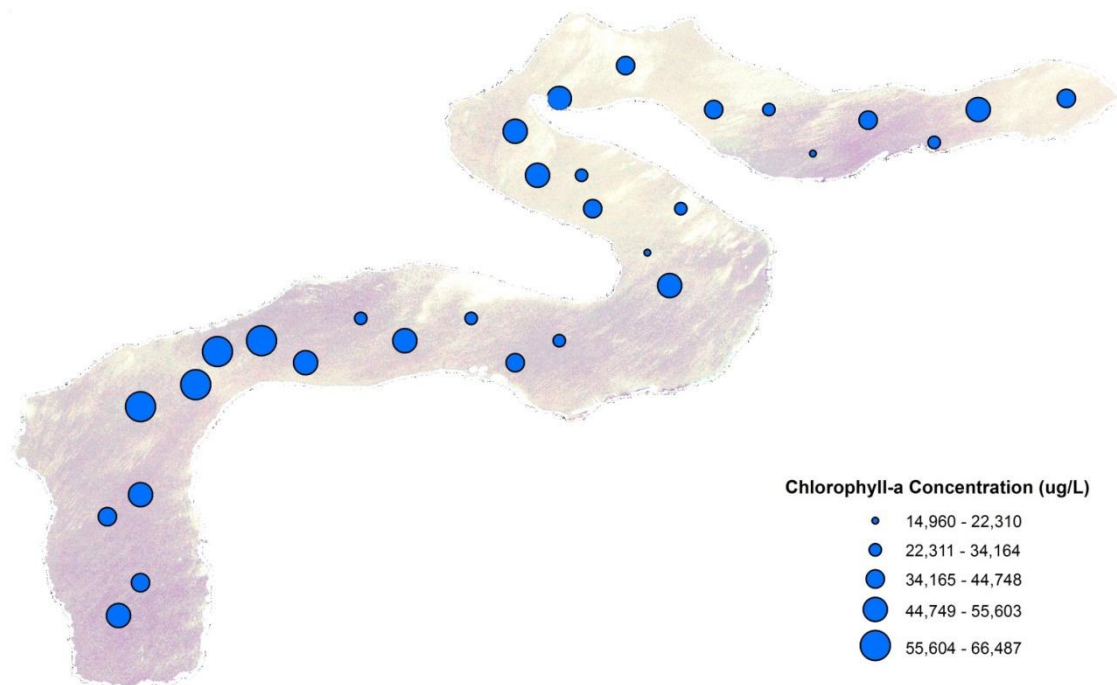 Chlorophyll-a Concentration (ug/L)
14,960 - 22,310
22,311 - 34,164
34,165 - 44,748
44,749 - 55,603
55,604 - 66,487